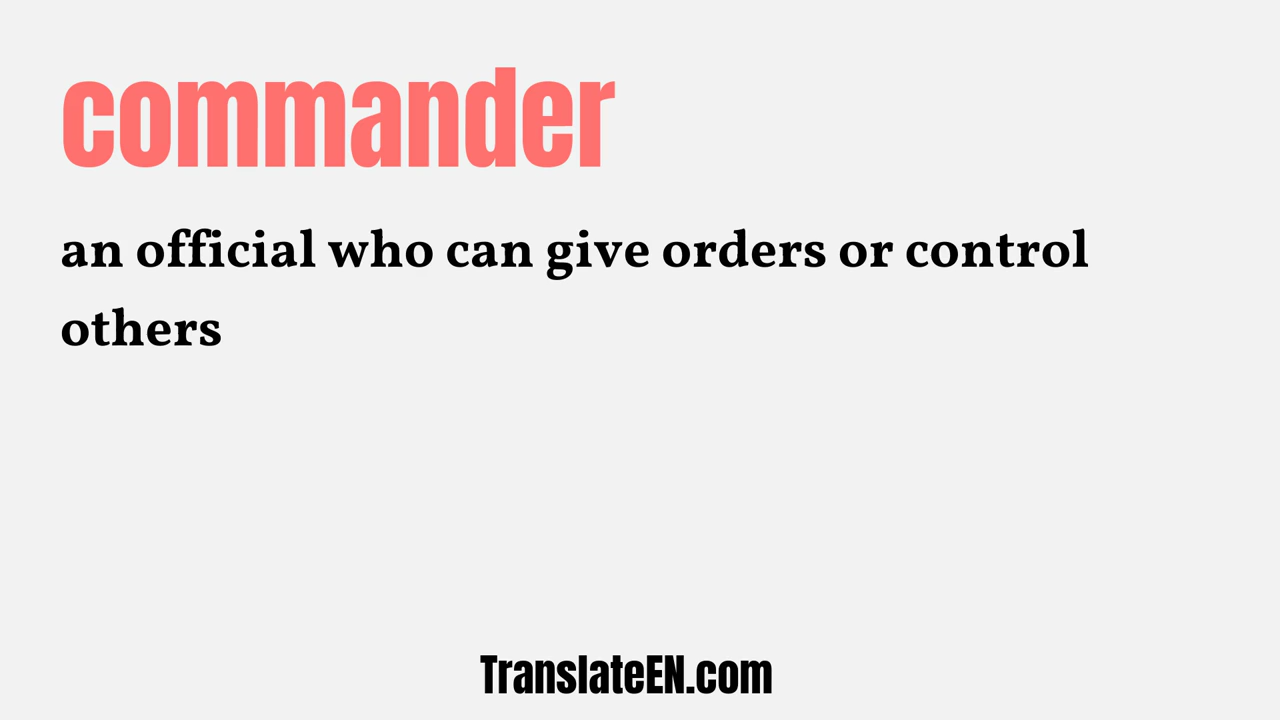 commander
an official who can give orders or control
others
TranslateEN.com